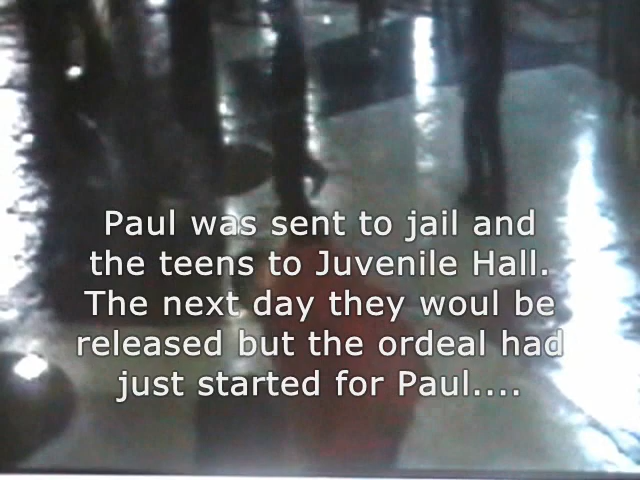 Paul was sent to jail and
the teens to Juvenile Hall.
The next day they woul be
released but the ordeal had
just started for Paul....